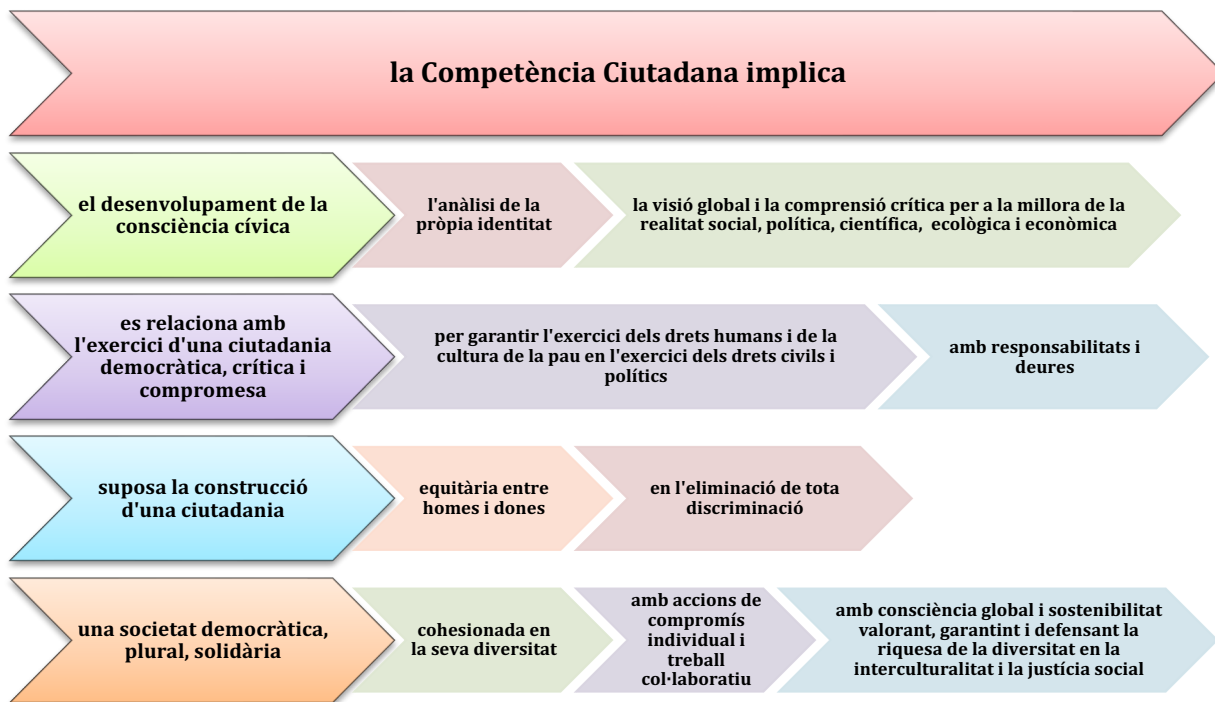 la Competència Ciutadana implica
el desenvolupament de la
consciència cívica
l'anàlisi de la
pròpia identitat
la visió global i la comprensió crítica per a la millora de la
realitat social, política, científica, ecològica i econòmica
es relaciona amb
l'exercici d'una ciutadania
democràtica, crítica i
compromesa
per garantir l'exercici dels drets humans i de la
cultura de la pau en l'exercici dels drets civils i
polítics
amb responsabilitats i
deures
suposa la construcció
d'una ciutadania
equitària entre
homes i dones
en l'eliminació de tota
discriminació
una societat democràtica,
plural, solidària
cohesionada en
la seva diversitat
amb accions de
compromís
individual i
treball
col·laboratiu
amb consciència global i sostenibilitat
valorant, garantint i defensant la
riquesa de la diversitat en la
interculturalitat i la justícia social